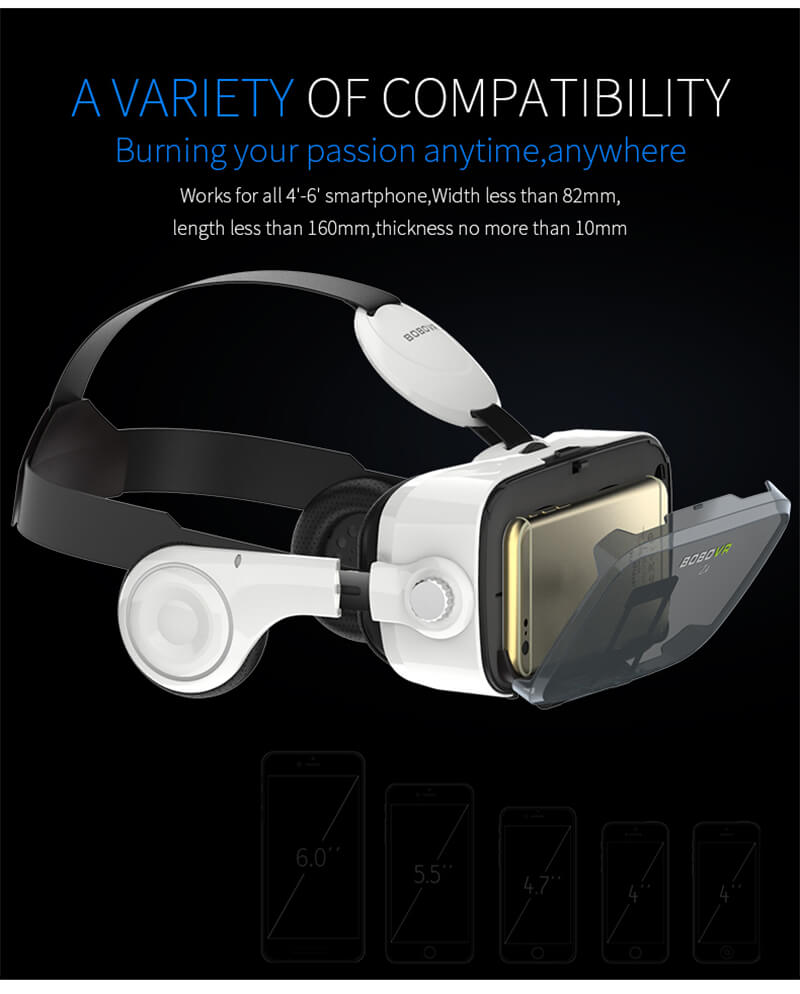 A VARIETY OF COMPATIBILITY
Burning your passion anytime,anywhere
Works for all 4'-6' smartphone,Width less than 82mm,
length less than 160mm,thickness no more than 10mm
BOBOVR
BOBOVR
Z4
6.0''
5.5''
4.7''
4''
4''